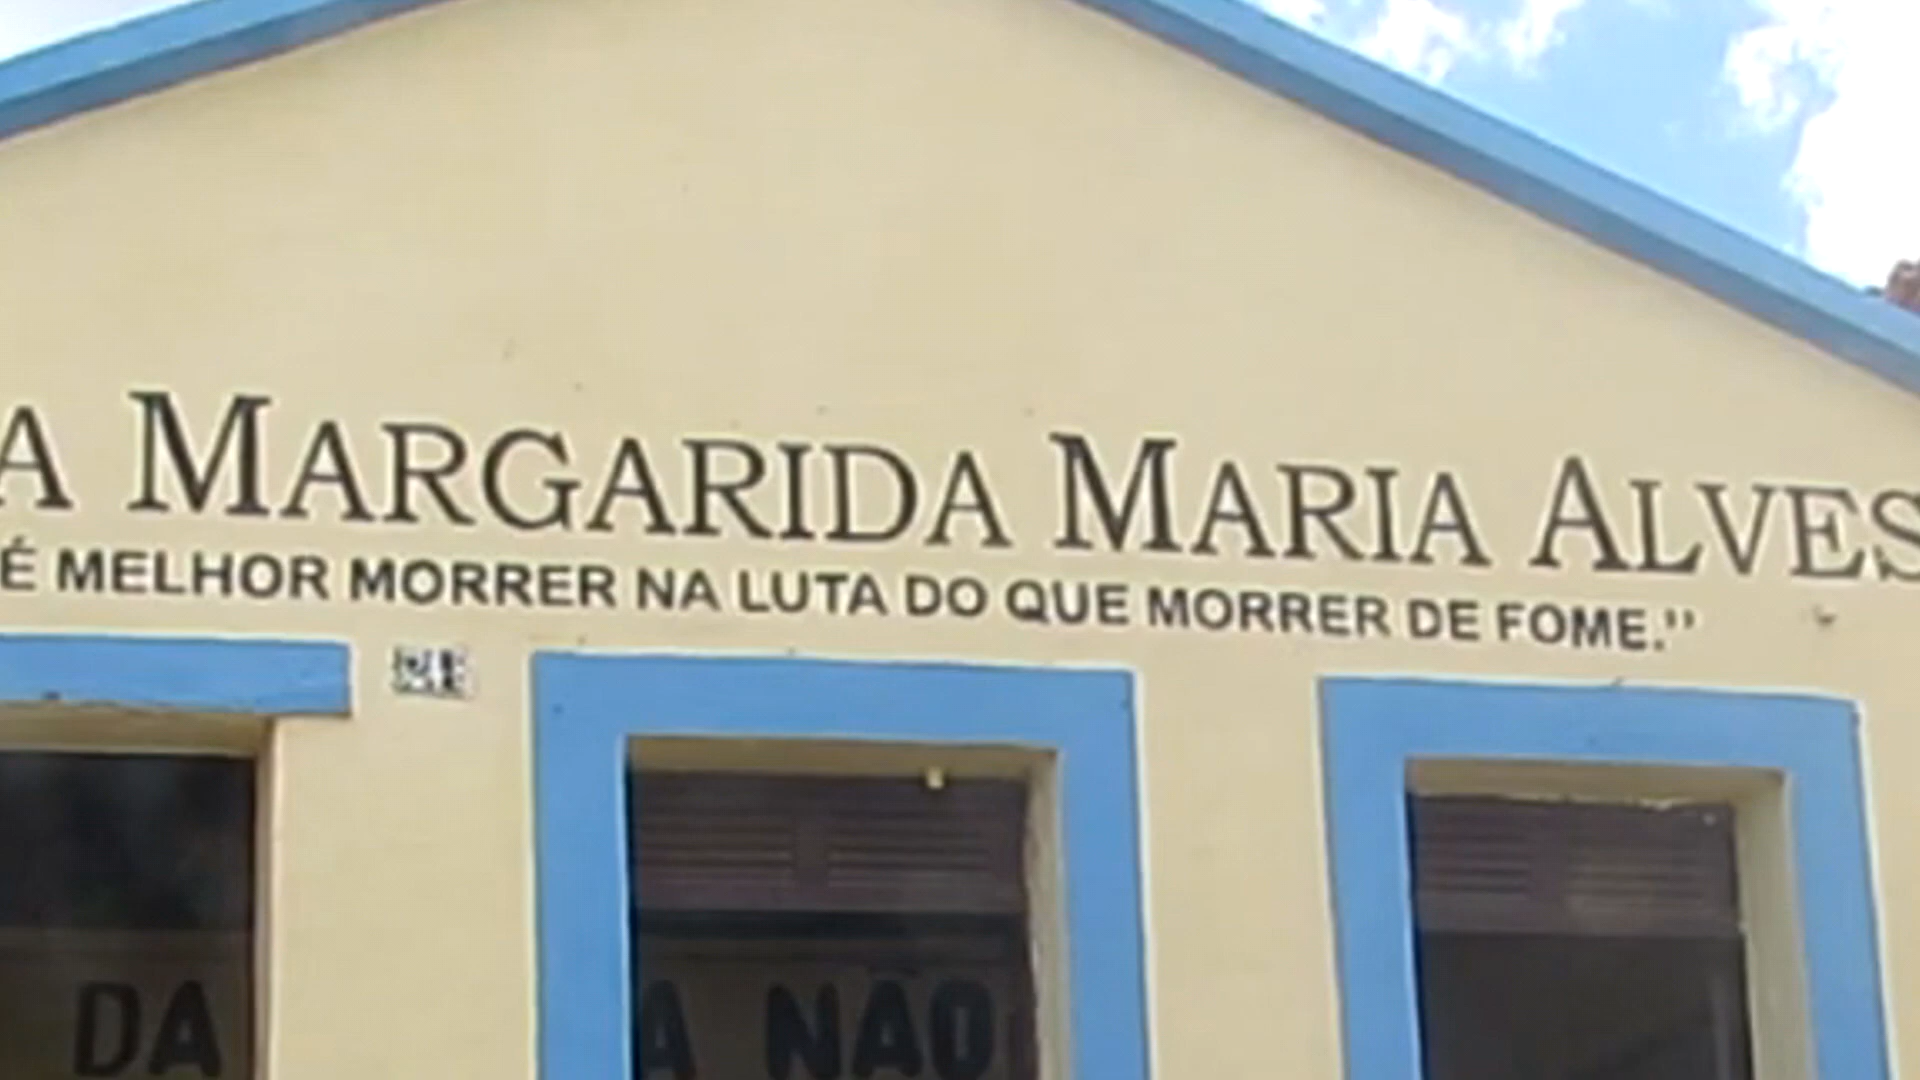 A MARGARIDA MARIA ALVES
É MELHOR MORRER NA LUTA DO QUE MORRER DE FOME."
DA
A NÃO